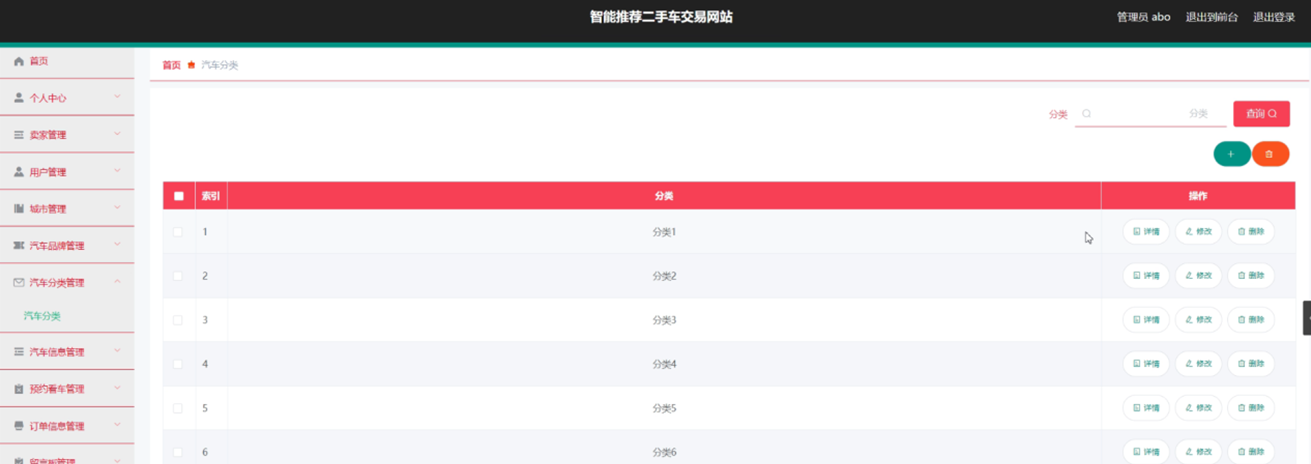 智能推荐二手车交易网站
管理员 abo 退出到前台 退出登录
首页
个人中心
卖家管理
用户管理
城市管理
汽车品牌管理
汽车分类管理
汽车分类
汽车信息管理
预约看车管理
订单信息管理
留言板管理
首页 汽车分类
分类 分类 查询
+
索引 分类 操作
1 分类1 详情 修改 删除
2 分类2 详情 修改 删除
3 分类3 详情 修改 删除
4 分类4 详情 修改 删除
5 分类5 详情 修改 删除
6 分类6 详情 修改 删除